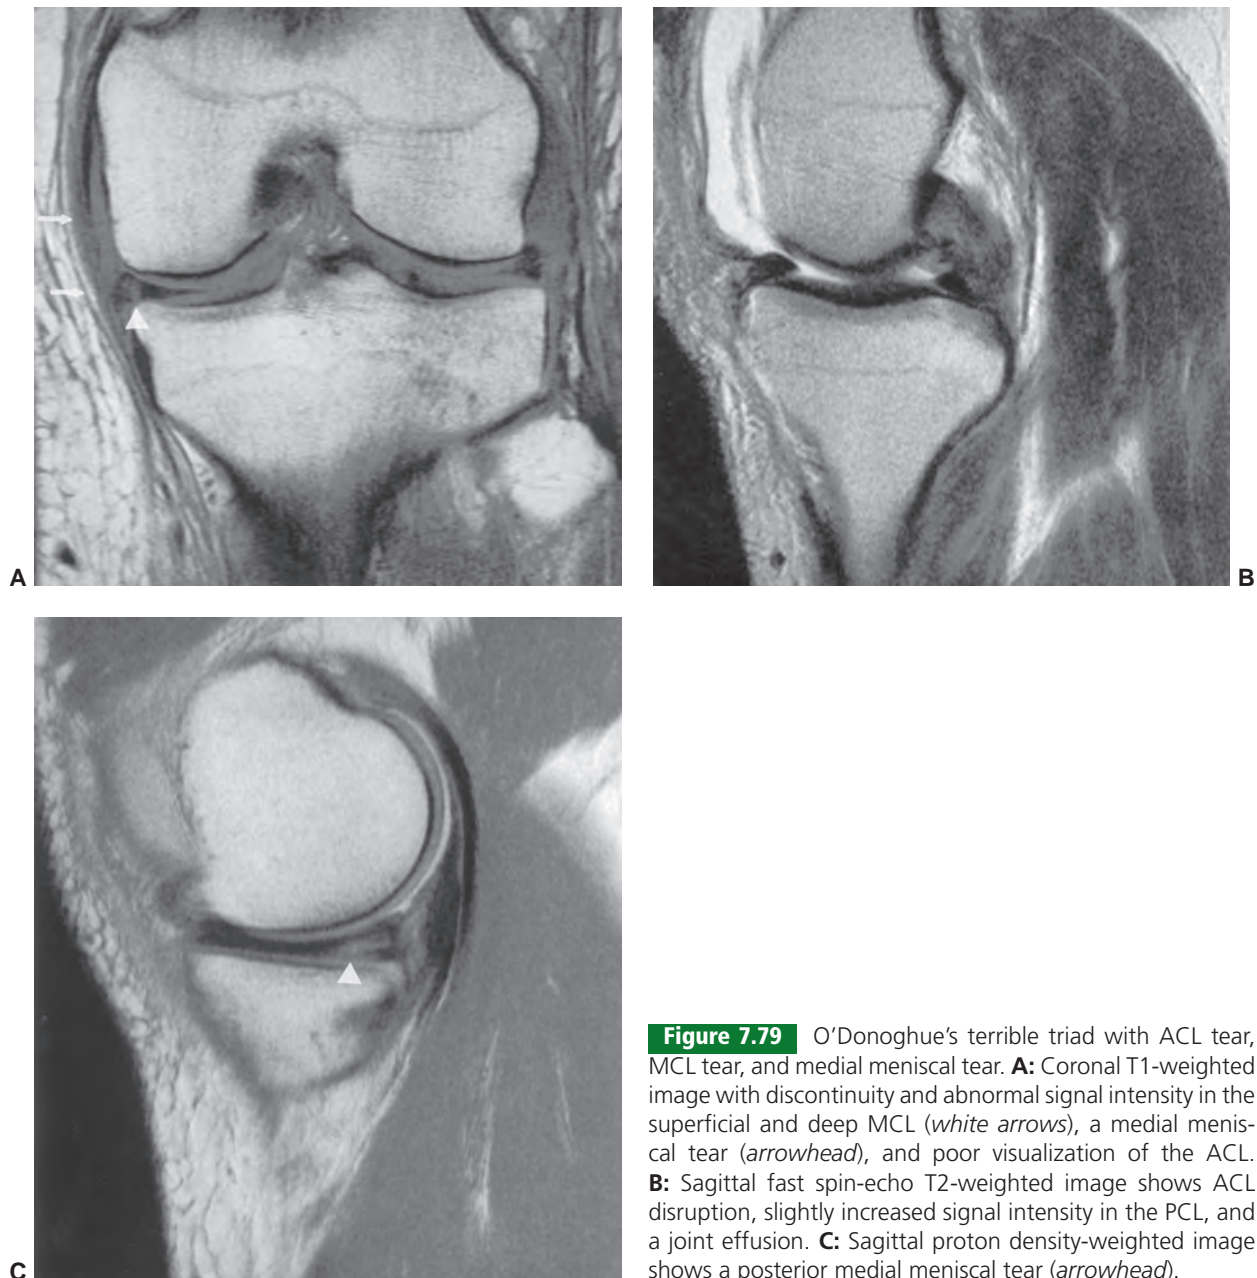 A
B
C
Figure 7.79 O'Donoghue's terrible triad with ACL tear,
MCL tear, and medial meniscal tear. A: Coronal T1-weighted
image with discontinuity and abnormal signal intensity in the
superficial and deep MCL (white arrows), a medial menis-
cal tear (arrowhead), and poor visualization of the ACL.
B: Sagittal fast spin-echo T2-weighted image shows ACL
disruption, slightly increased signal intensity in the PCL, and
a joint effusion. C: Sagittal proton density-weighted image
shows a posterior medial meniscal tear (arrowhead).